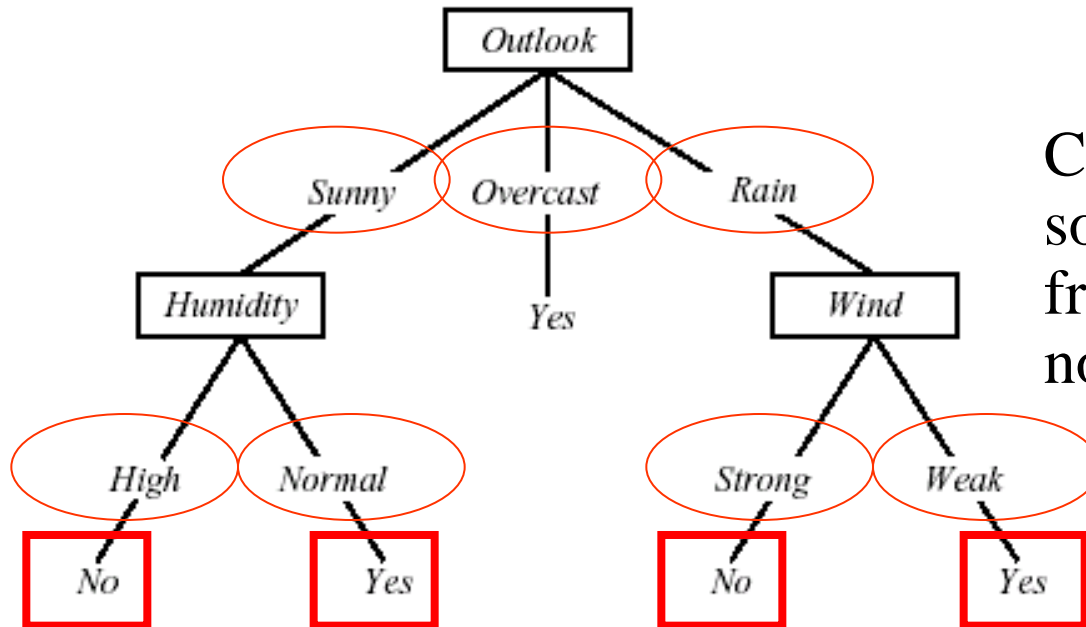 Outlook
Sunny Overcast Rain
Humidity Yes Wind
High Normal Strong Weak
No Yes No Yes